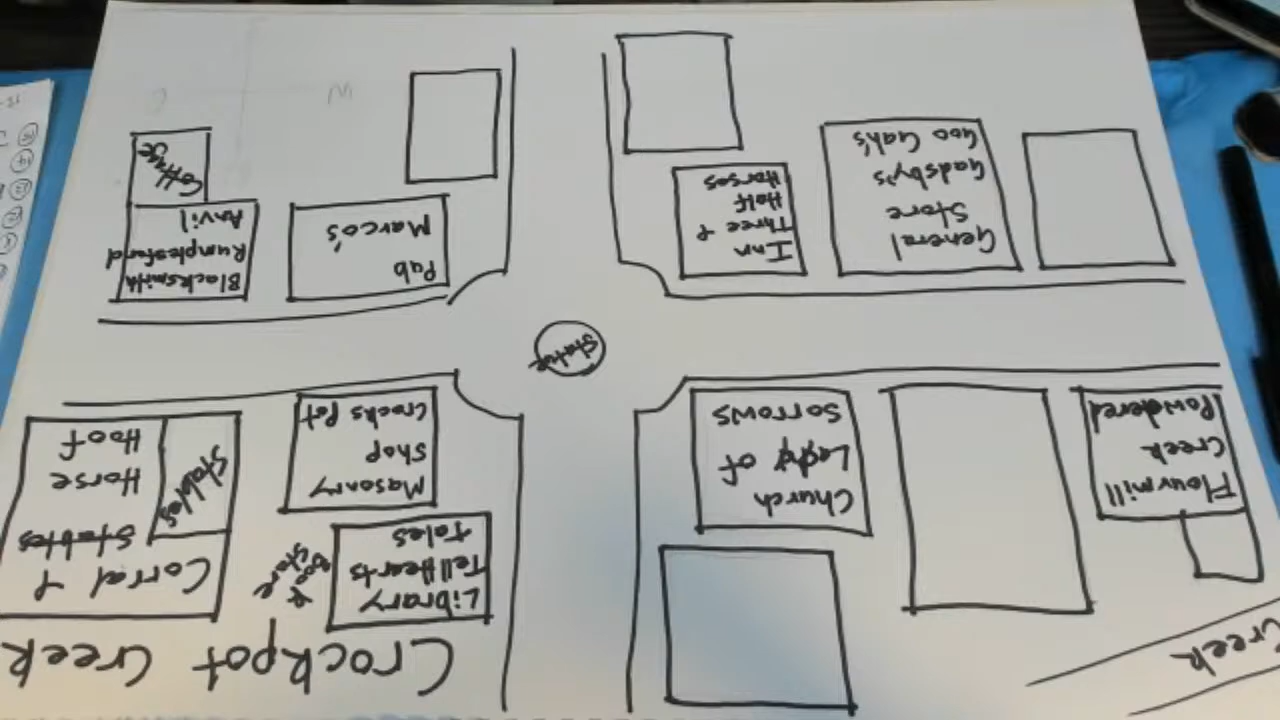 Crockpot Creek
Creek
Flourmill
Creek
Powdered
Church
Lady of
Sorrows
Library
Tell Hearts
Tales
Book
Store
Corral &
Stables
Horse
Hoof
Stables
Masonry
Shop
Crocks Pot
Statue
General
Store
Gadsby's
Goo Gah's
Inn
Three &
Half
Horses
Pub
Marco's
Blacksmith
Anvil
Cottage